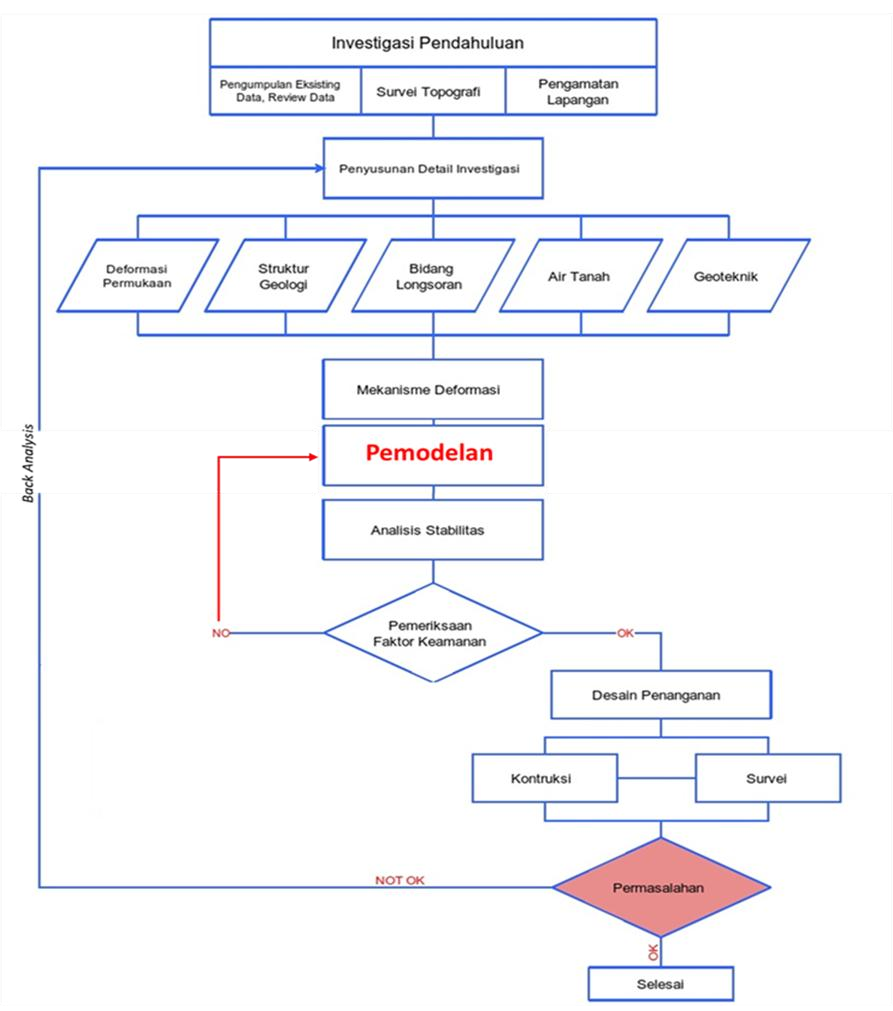 Investigasi Pendahuluan
Pengumpulan Eksisting
Data, Review Data
Survei Topografi
Pengamatan
Lapangan
Penyusunan Detail Investigasi
Deformasi
Permukaan
Struktur
Geologi
Bidang
Longsoran
Air Tanah
Geoteknik
Mekanisme Deformasi
Back Analysis
Pemodelan
Analisis Stabilitas
Pemeriksaan
Faktor Keamanan
NO
OK
Desain Penanganan
Kontruksi
Survei
Permasalahan
NOT OK
OK
Selesai